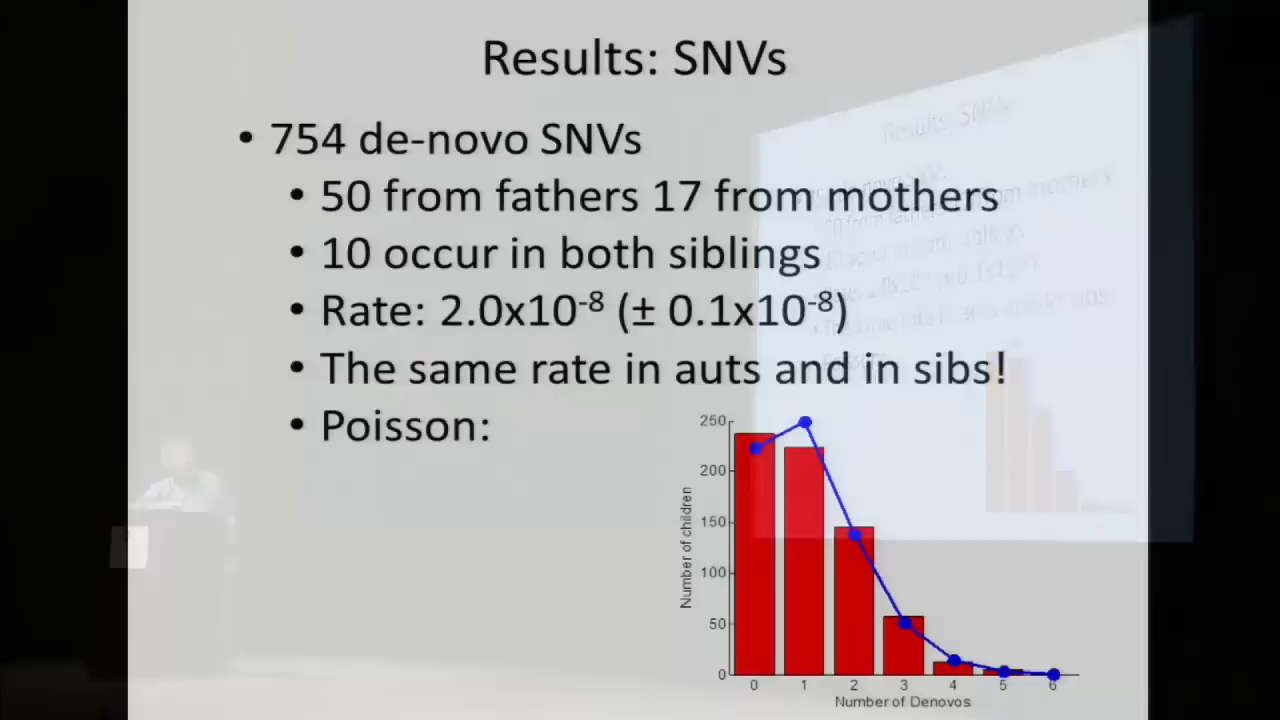 Results: SNVs
• 754 de-novo SNVs
• 50 from fathers 17 from mothers
• 10 occur in both siblings
• Rate: 2.0x10⁻⁸ (± 0.1x10⁻⁸)
• The same rate in auts and in sibs!
• Poisson:
250
200
150
100
50
0
Number of children
0 1 2 3 4 5 6
Number of Denovos